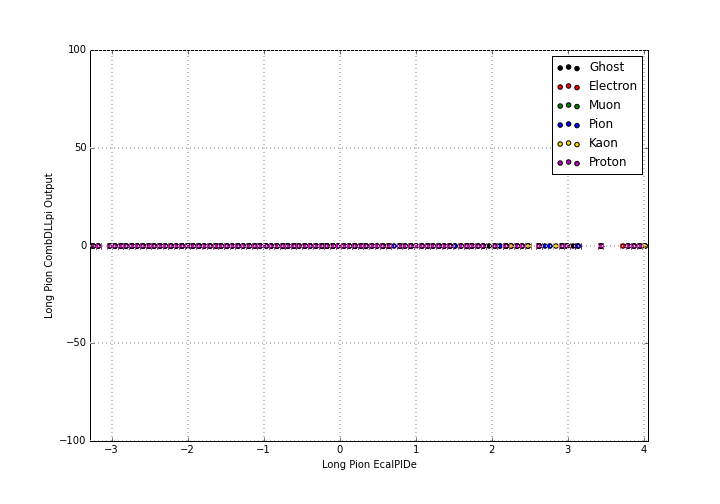 100
50
0
−50
−100
Long Pion CombDLLpi Output
Ghost
Electron
Muon
Pion
Kaon
Proton
−3 −2 −1 0 1 2 3 4
Long Pion EcalPIDe